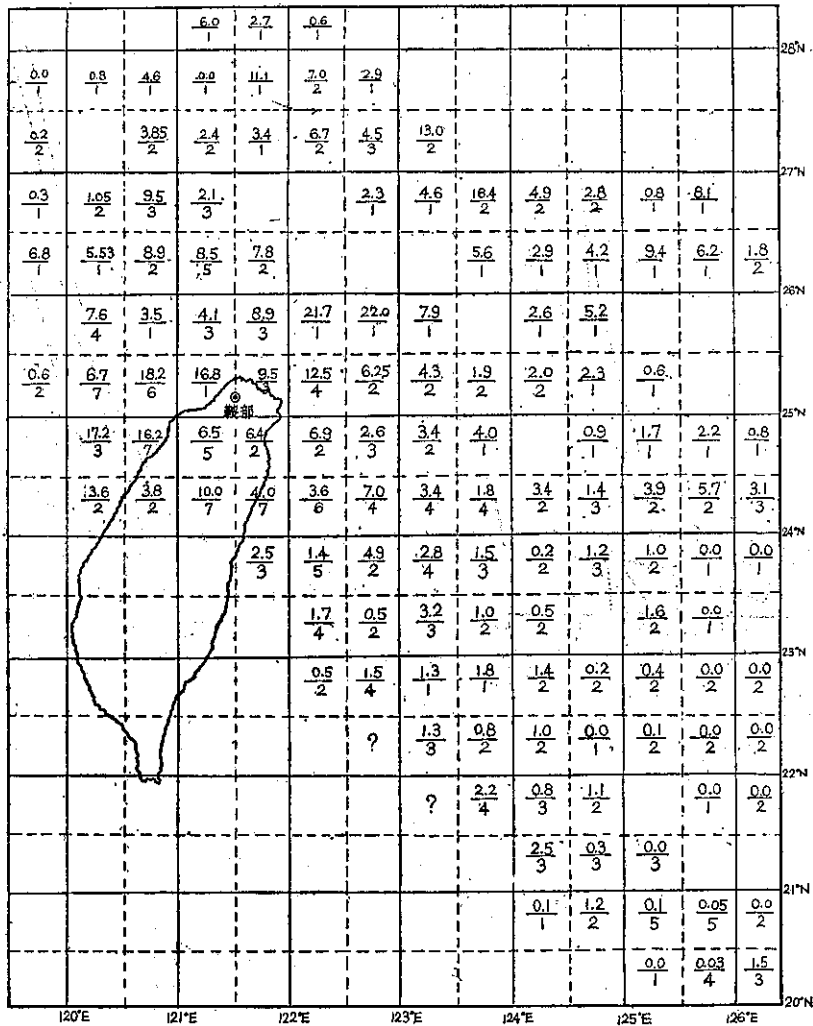 6.0/1 2.7/1 0.6/1
28°N
0.0/1 0.8/1 4.6/1 0.0/1 11.1/1 7.0/2 2.9/1
0.2/2 3.85/2 2.4/2 3.4/1 6.7/2 4.5/3 13.0/2
27°N
0.3/1 1.05/2 9.5/3 2.1/3 2.3/1 4.6/1 16.4/2 4.9/2 2.8/2 0.8/1 8.1/1
6.8/1 5.53/1 8.9/2 8.5/5 7.8/2 5.6/1 2.9/1 4.2/1 9.4/1 6.2/1 1.8/2
26°N
7.6/4 3.5/1 4.1/3 8.9/3 21.7/1 22.0/1 7.9/1 2.6/1 5.2/1
0.6/2 6.7/7 18.2/6 16.8/1 9.5/3 12.5/4 6.25/2 4.3/2 1.9/2 2.0/2 2.3/1 0.6/1
鞍部
25°N
17.2/3 16.2/7 6.5/5 6.4/2 6.9/2 2.6/3 3.4/2 4.0/1 0.9/1 1.7/1 2.2/1 0.8/1
13.6/2 3.8/2 10.0/7 4.0/7 3.6/6 7.0/4 3.4/4 1.8/4 3.4/2 1.4/3 3.9/2 5.7/2 3.1/3
24°N
2.5/3 1.4/5 4.9/2 2.8/4 1.5/3 0.2/2 1.2/3 1.0/2 0.0/1 0.0/1
1.7/4 0.5/2 3.2/3 1.0/2 0.5/2 1.6/2 0.0/1
23°N
0.5/2 1.5/4 1.3/1 1.8/1 1.4/2 0.2/2 0.4/2 0.0/2 0.0/2
? 1.3/3 0.8/2 1.0/2 0.0/1 0.1/2 0.0/2 0.0/2
22°N
? 2.2/4 0.8/3 1.1/2 0.0/1 0.0/2
2.5/3 0.3/3 0.0/3
21°N
0.1/1 1.2/2 0.1/5 0.05/5 0.0/2
0.0/1 0.03/4 1.5/3
20°N
120°E 121°E 122°E 123°E 124°E 125°E 126°E